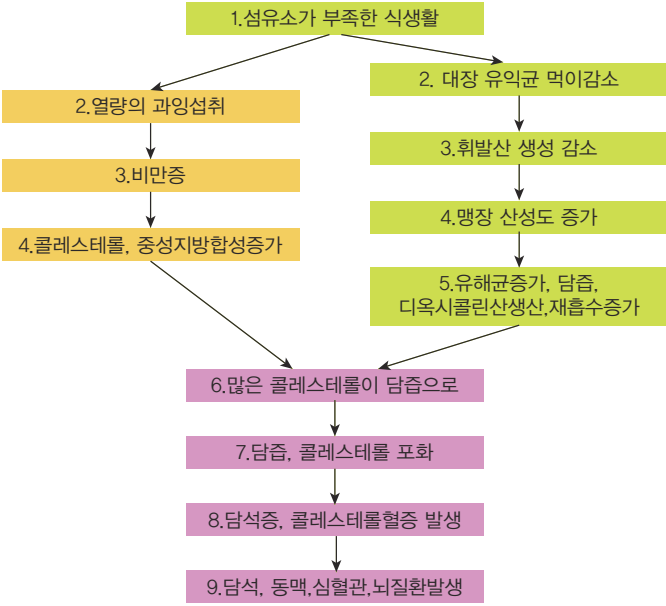 1.섬유소가 부족한 식생활
2.열량의 과잉섭취
3.비만증
4.콜레스테롤, 중성지방합성증가
2. 대장 유익균 먹이감소
3.휘발산 생성 감소
4.맹장 산성도 증가
5.유해균증가, 담즙,
디옥시콜린산생산,재흡수증가
6.많은 콜레스테롤이 담즙으로
7.담즙, 콜레스테롤 포화
8.담석증, 콜레스테롤혈증 발생
9.담석, 동맥,심혈관,뇌질환발생